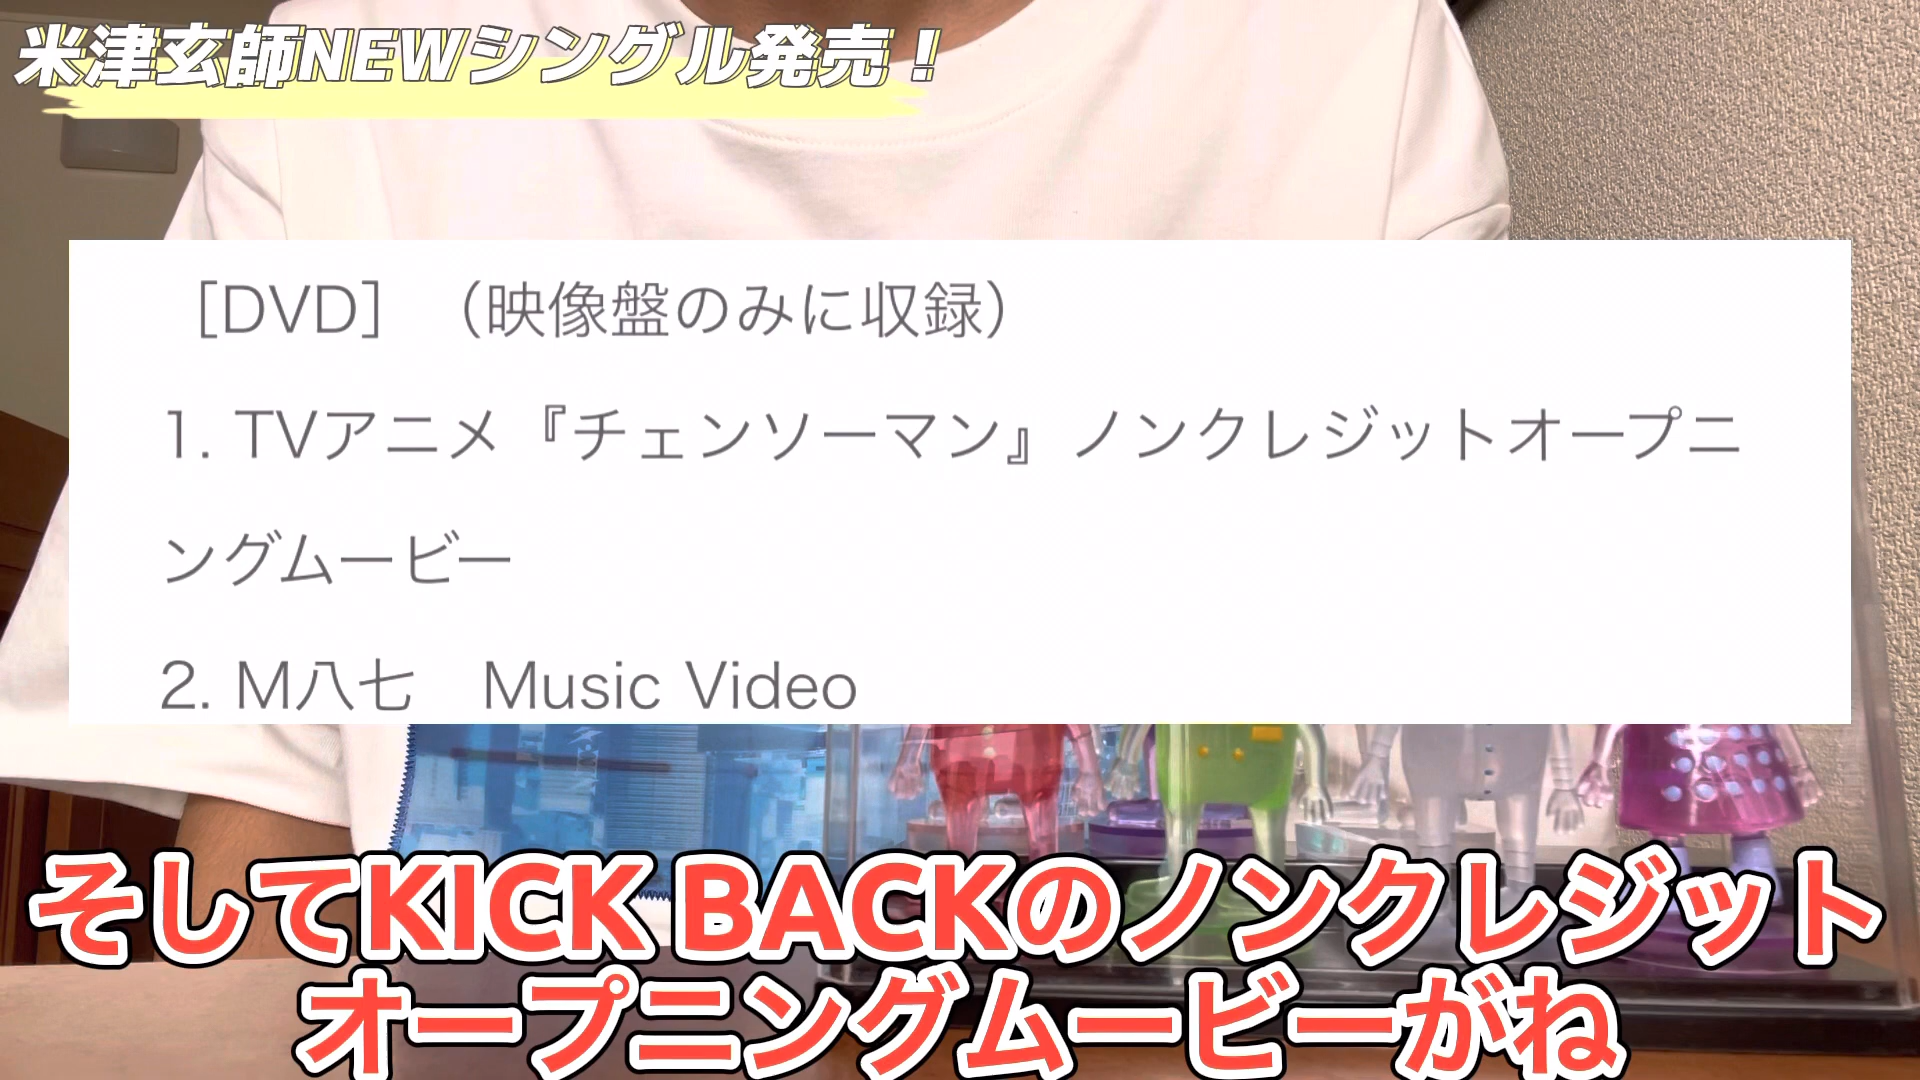 米津玄師NEWシングル発売！
［DVD］　（映像盤のみに収録）
1. TVアニメ『チェンソーマン』ノンクレジットオープニ
ングムービー
2. M八七　Music Video
そしてKICK BACKのノンクレジット
オープニングムービーがね